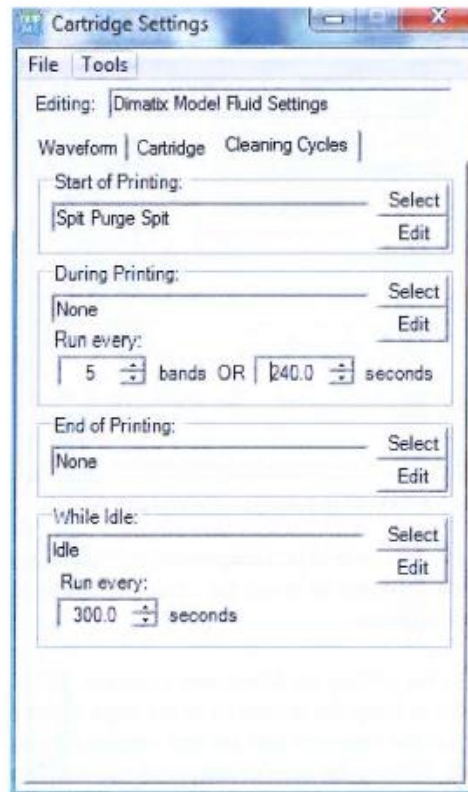 Cartridge Settings
File Tools
Editing: Dimatix Model Fluid Settings
Waveform Cartridge Cleaning Cycles
Start of Printing:
Select
Spit Purge Spit
Edit
During Printing:
Select
None
Edit
Run every:
5 bands OR 240.0 seconds
End of Printing:
Select
None
Edit
While Idle:
Select
Idle
Edit
Run every:
300.0 seconds